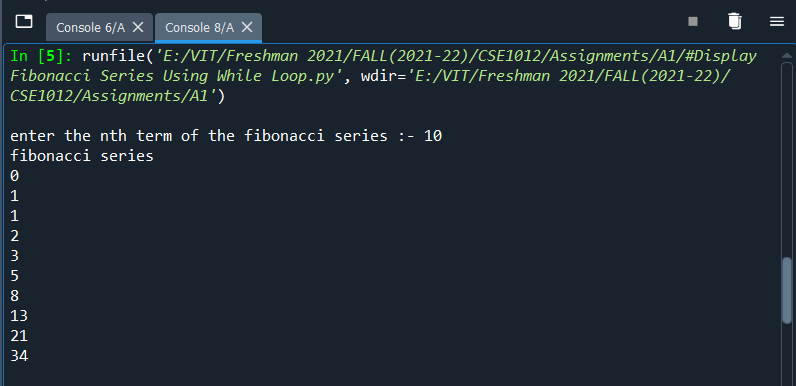 Console 6/A Console 8/A
In [5]: runfile('E:/VIT/Freshman 2021/FALL(2021-22)/CSE1012/Assignments/A1/#Display
Fibonacci Series Using While Loop.py', wdir='E:/VIT/Freshman 2021/FALL(2021-22)/
CSE1012/Assignments/A1')
enter the nth term of the fibonacci series :- 10
fibonacci series
0
1
1
2
3
5
8
13
21
34